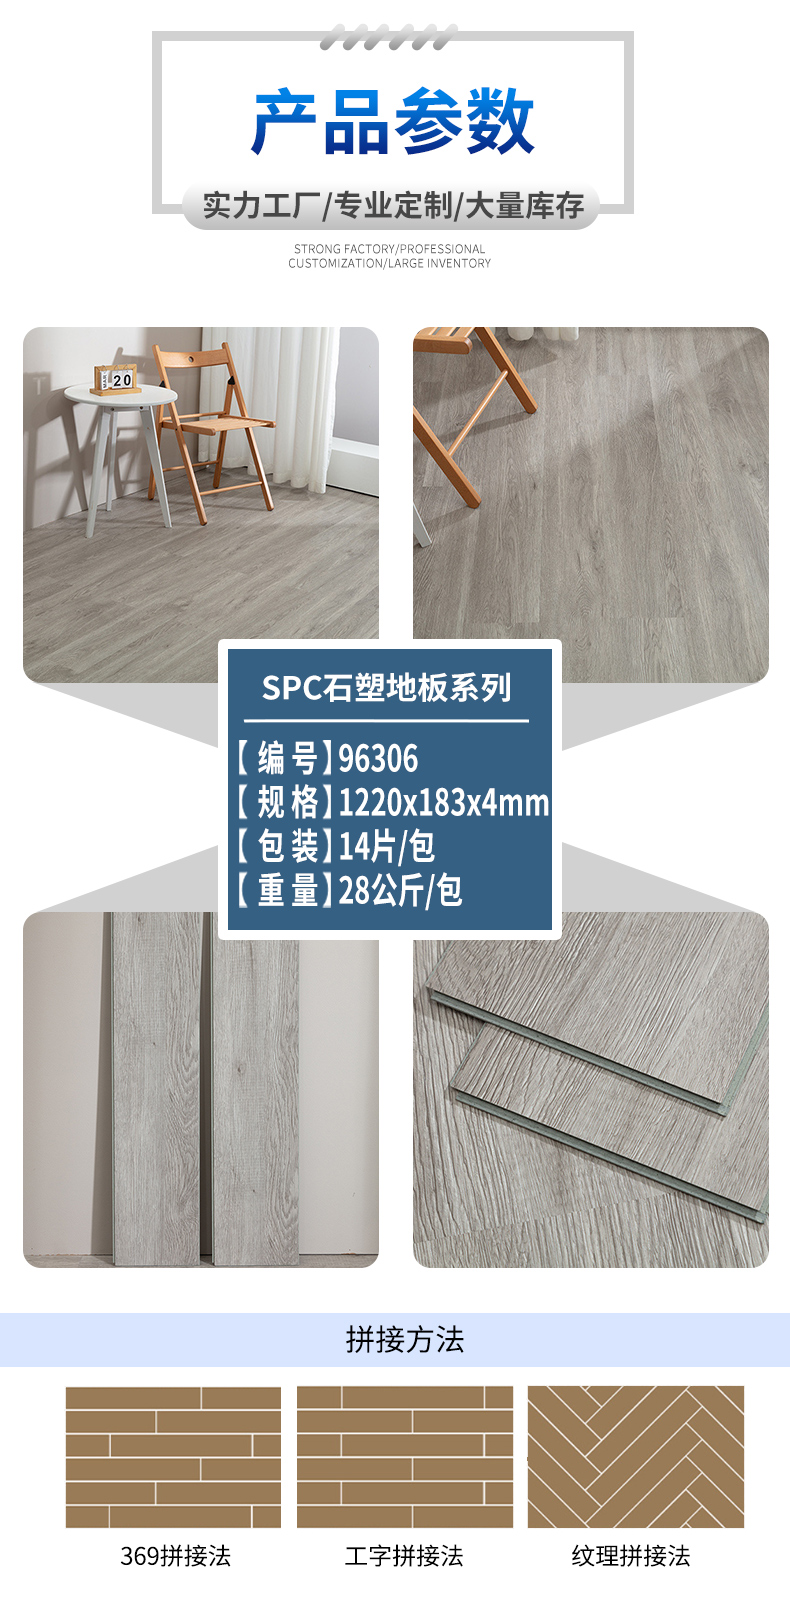 产品参数
实力工厂/专业定制/大量库存
STRONG FACTORY/PROFESSIONAL
CUSTOMIZATION/LARGE INVENTORY
MAR 20
SPC石塑地板系列
【编号】96306
【规格】1220x183x4mm
【包装】14片/包
【重量】28公斤/包
拼接方法
369拼接法
工字拼接法
纹理拼接法